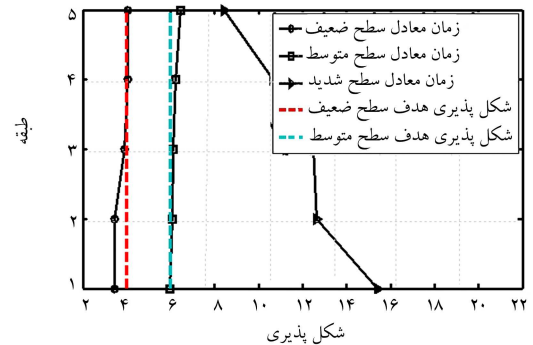 زمان معادل سطح ضعیف
زمان معادل سطح متوسط
زمان معادل سطح شدید
شکل پذیری هدف سطح ضعیف
شکل پذیری هدف سطح متوسط
طبقه
۵
۴
۳
۲
۱
۲ ۴ ۶ ۸ ۱۰ ۱۲ ۱۴ ۱۶ ۱۸ ۲۰ ۲۲
شکل پذیری